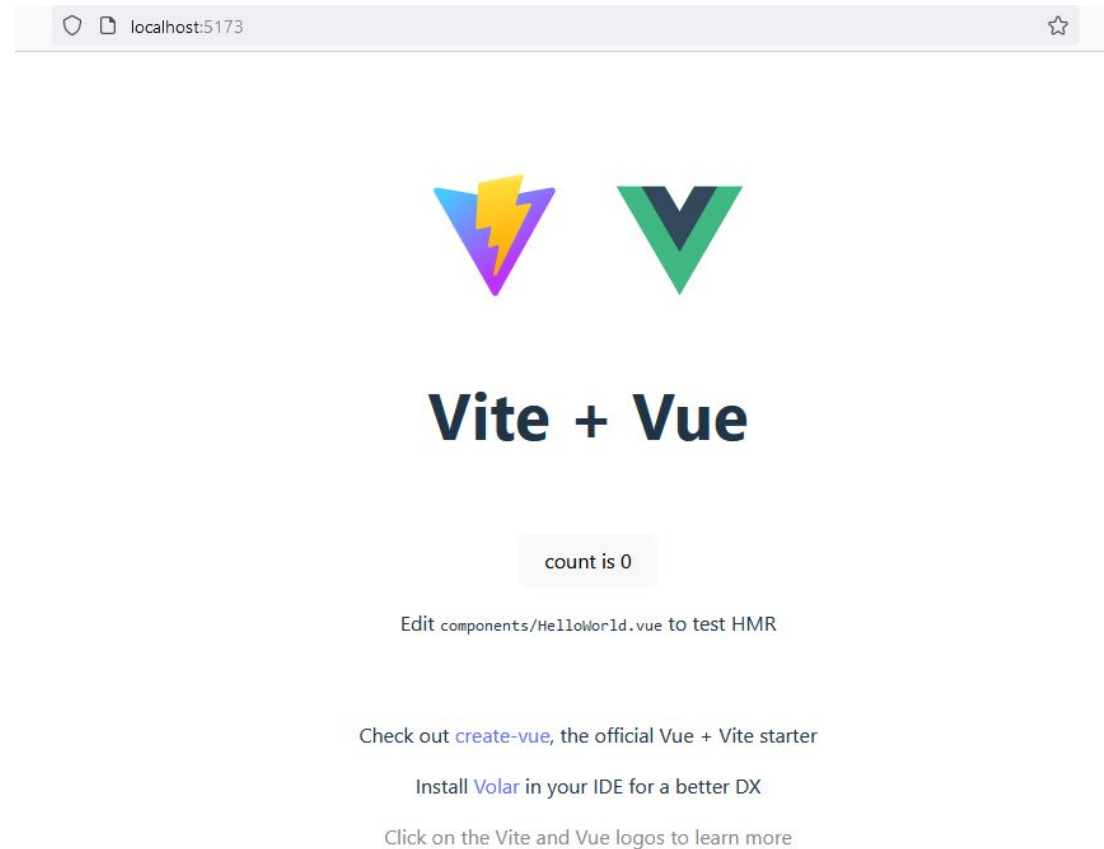 localhost:5173
Vite + Vue
count is 0
Edit components/HelloWorld.vue to test HMR
Check out create-vue, the official Vue + Vite starter
Install Volar in your IDE for a better DX
Click on the Vite and Vue logos to learn more